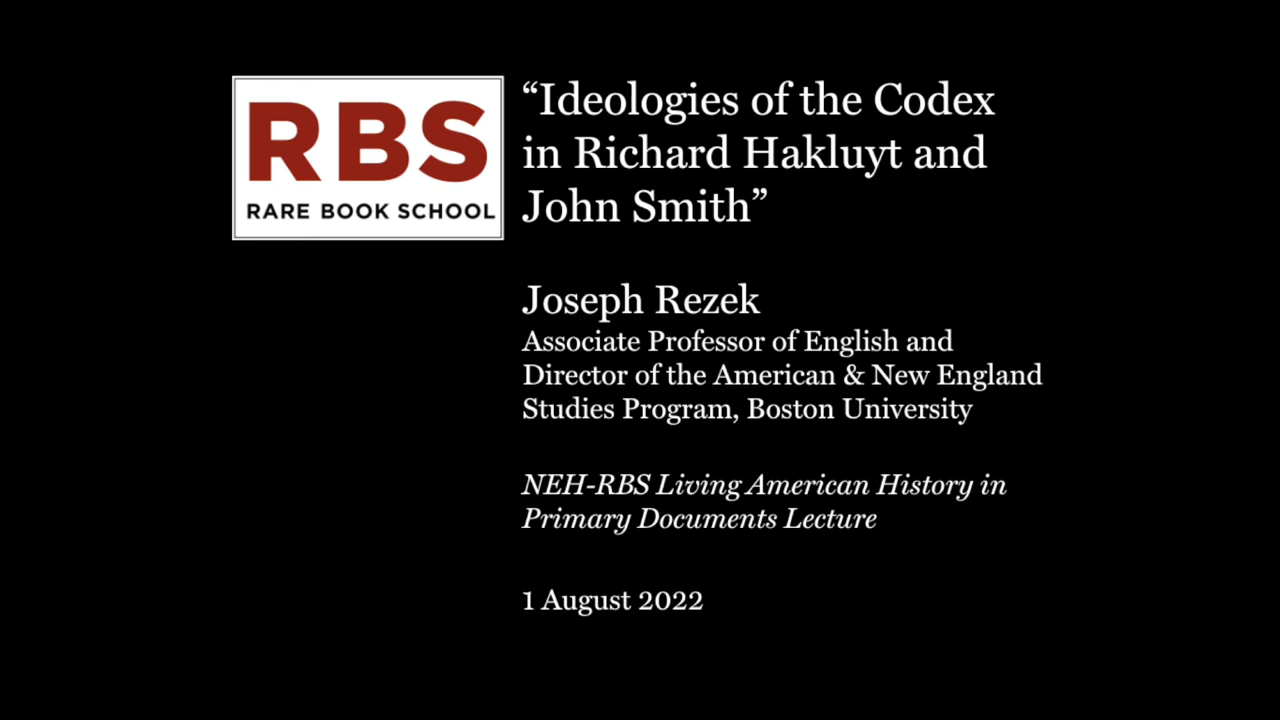 RBS
RARE BOOK SCHOOL
“Ideologies of the Codex
in Richard Hakluyt and
John Smith”
Joseph Rezek
Associate Professor of English and
Director of the American & New England
Studies Program, Boston University
NEH-RBS Living American History in
Primary Documents Lecture
1 August 2022